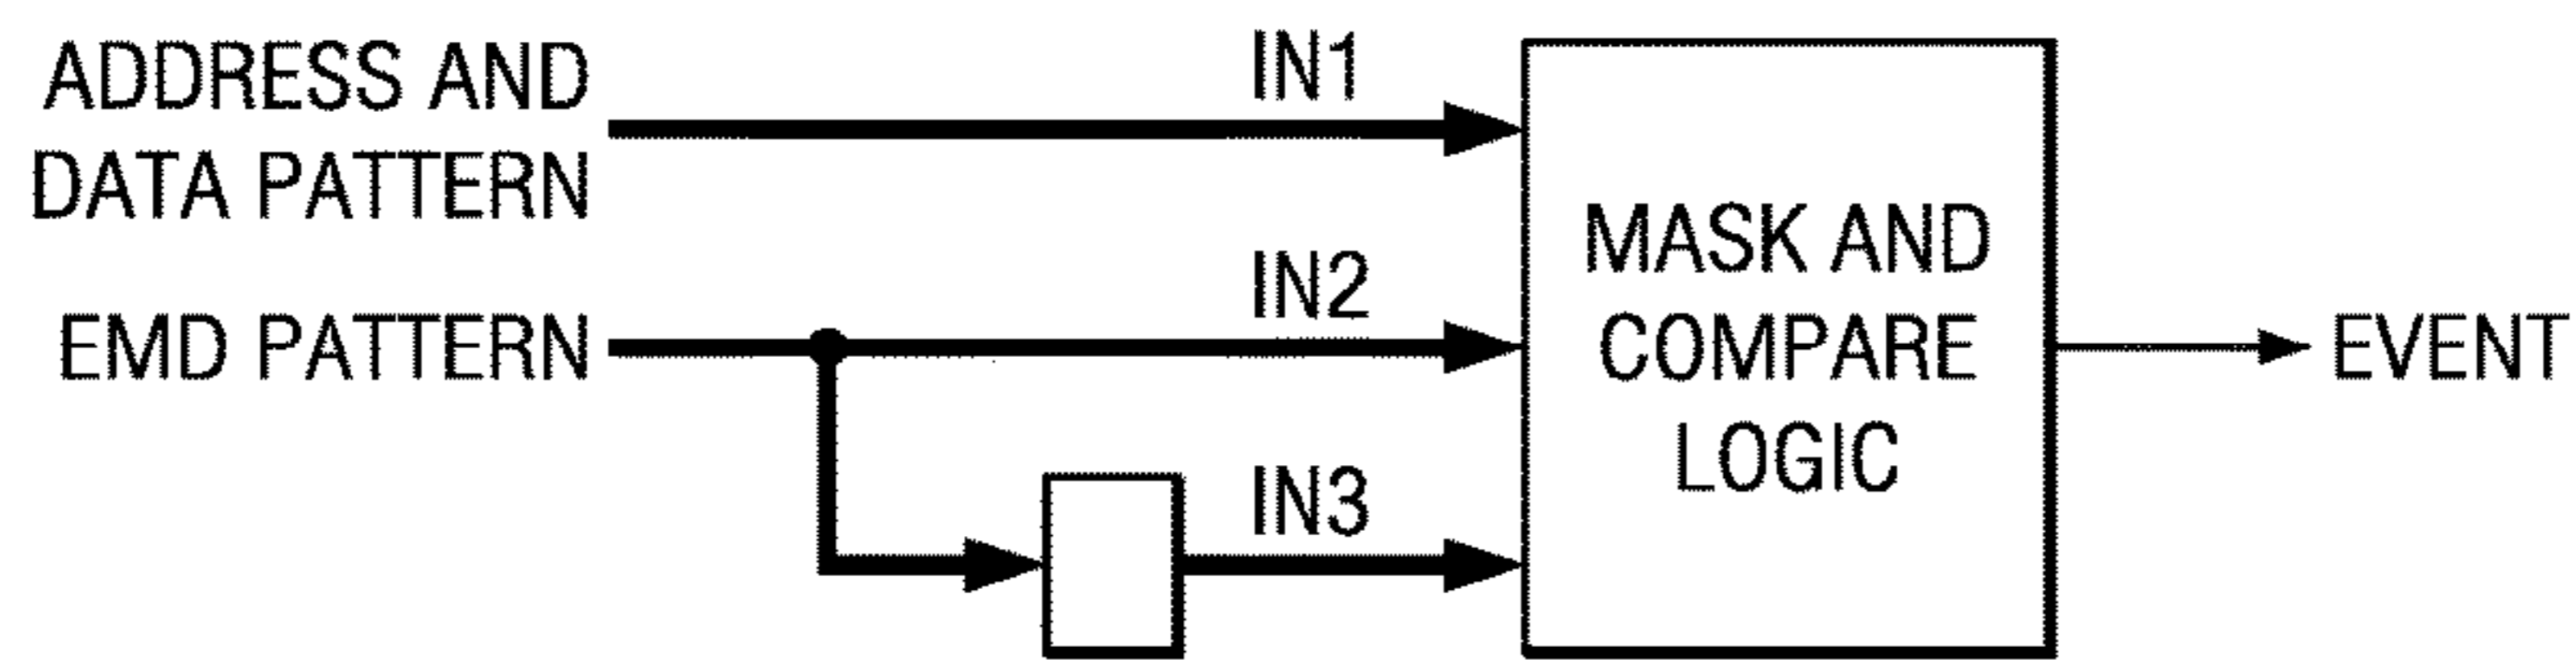 ADDRESS AND
DATA PATTERN
IN1
EMD PATTERN
IN2
IN3
MASK AND
COMPARE
LOGIC
EVENT